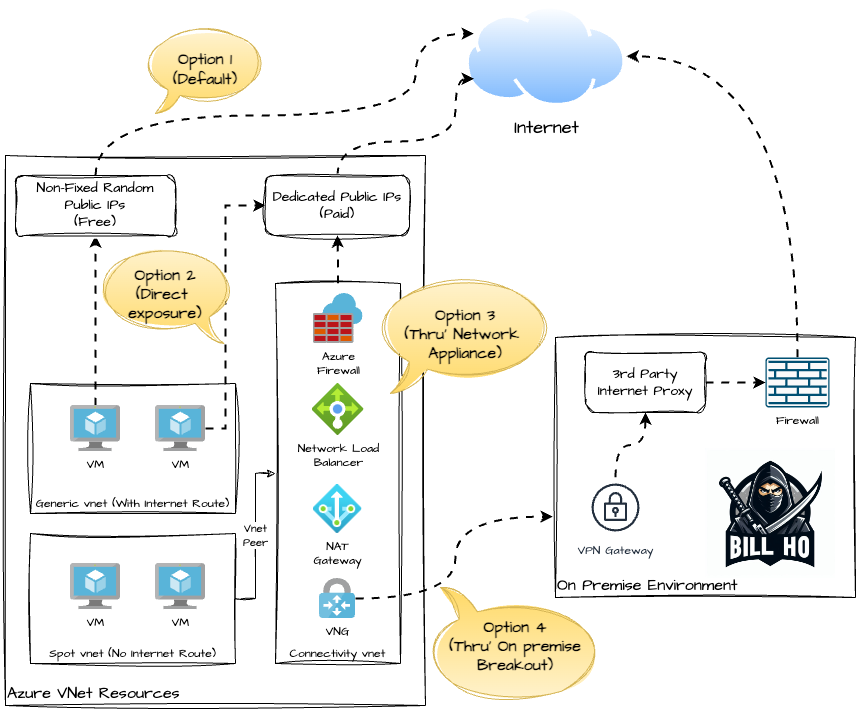 Option 1
(Default)
Internet
Non-Fixed Random
Public IPs
(Free)
Dedicated Public IPs
(Paid)
Option 2
(Direct
exposure)
Option 3
(Thru' Network
Appliance)
Azure
Firewall
Network Load
Balancer
NAT
Gateway
VNG
Connectivity vnet
VM
VM
Generic vnet (With Internet Route)
Vnet
Peer
VM
VM
Spot vnet (No Internet Route)
Azure VNet Resources
3rd Party
Internet Proxy
Firewall
VPN Gateway
BILL HO
On Premise Environment
Option 4
(Thru' On premise
Breakout)